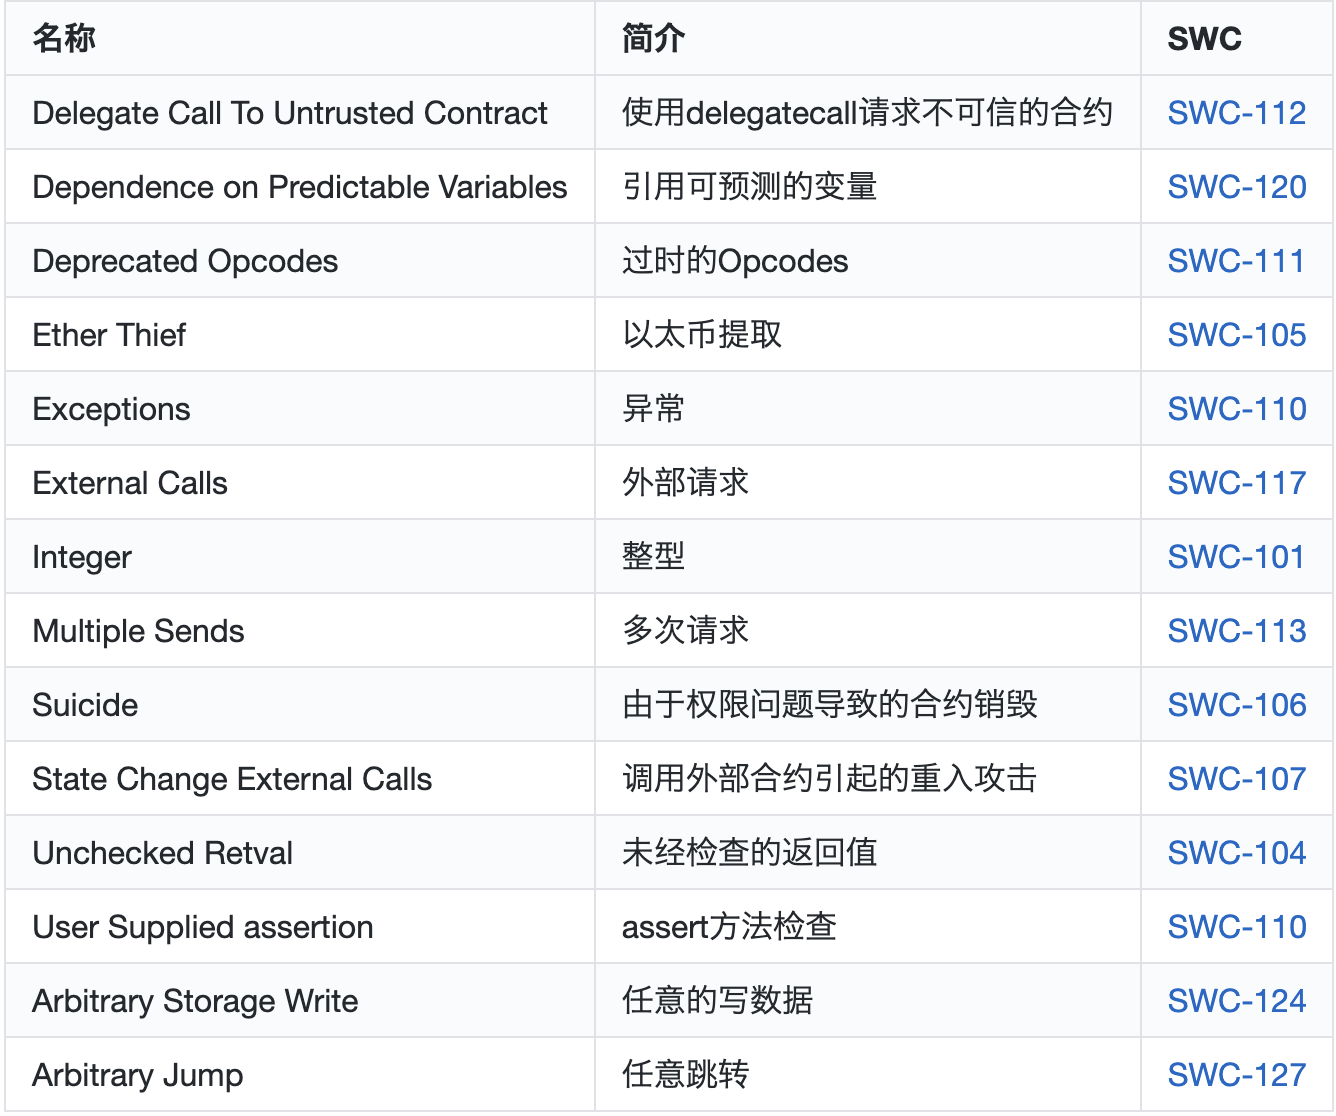 名称 简介 SWC
Delegate Call To Untrusted Contract 使用delegatecall请求不可信的合约 SWC-112
Dependence on Predictable Variables 引用可预测的变量 SWC-120
Deprecated Opcodes 过时的Opcodes SWC-111
Ether Thief 以太币提取 SWC-105
Exceptions 异常 SWC-110
External Calls 外部请求 SWC-117
Integer 整型 SWC-101
Multiple Sends 多次请求 SWC-113
Suicide 由于权限问题导致的合约销毁 SWC-106
State Change External Calls 调用外部合约引起的重入攻击 SWC-107
Unchecked Retval 未经检查的返回值 SWC-104
User Supplied assertion assert方法检查 SWC-110
Arbitrary Storage Write 任意的写数据 SWC-124
Arbitrary Jump 任意跳转 SWC-127